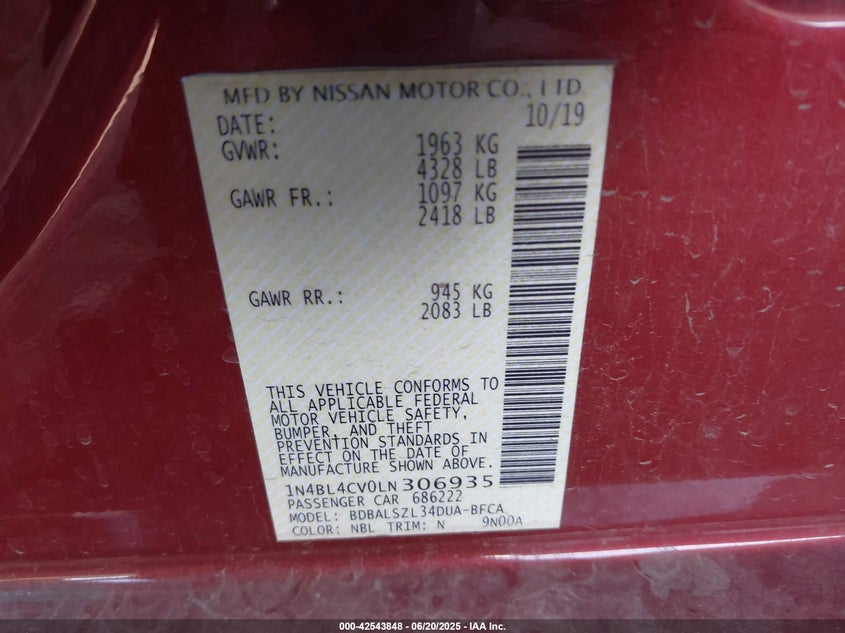 MFD BY NISSAN MOTOR CO., LTD.
DATE: 10/19
GVWR: 1963 KG
4328 LB
GAWR FR.: 1097 KG
2418 LB
GAWR RR.: 945 KG
2083 LB
THIS VEHICLE CONFORMS TO
ALL APPLICABLE FEDERAL
MOTOR VEHICLE SAFETY,
BUMPER, AND THEFT
PREVENTION STANDARDS IN
EFFECT ON THE DATE OF
MANUFACTURE SHOWN ABOVE.
1N4BL4CV0LN306935
PASSENGER CAR 686222
MODEL: BDBALSZL34DUA-BFCA
COLOR: NBL TRIM: N 9N00A
000-42543848 - 06/20/2025 - IAA Inc.